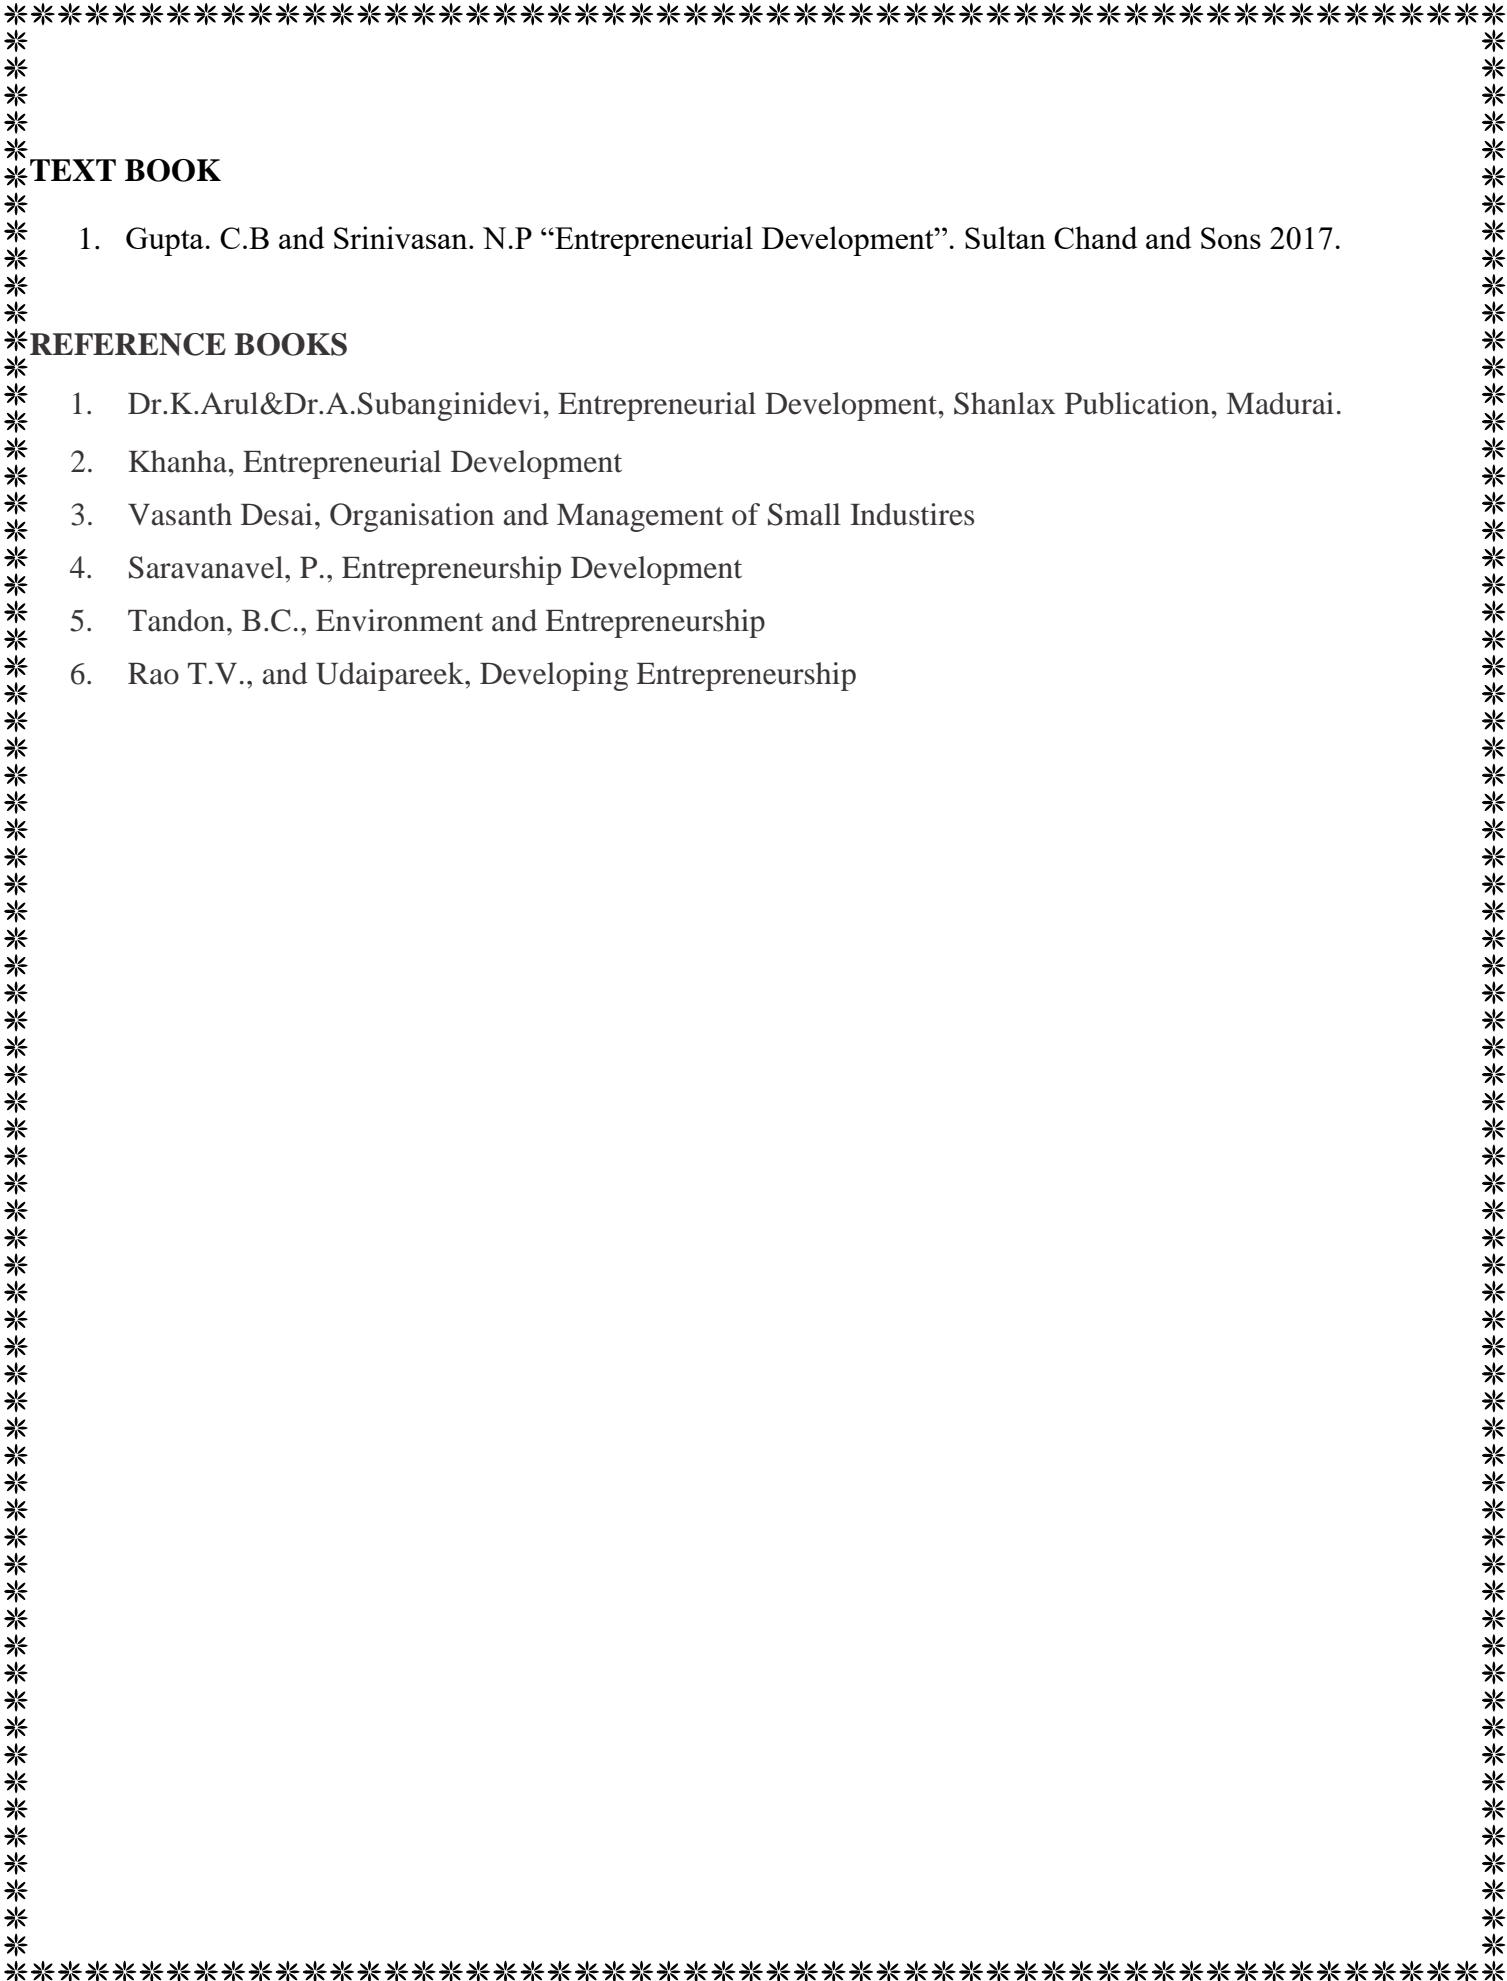 TEXT BOOK
1. Gupta. C.B and Srinivasan. N.P “Entrepreneurial Development”. Sultan Chand and Sons 2017.
REFERENCE BOOKS
1. Dr.K.Arul&Dr.A.Subanginidevi, Entrepreneurial Development, Shanlax Publication, Madurai.
2. Khanha, Entrepreneurial Development
3. Vasanth Desai, Organisation and Management of Small Industires
4. Saravanavel, P., Entrepreneurship Development
5. Tandon, B.C., Environment and Entrepreneurship
6. Rao T.V., and Udaipareek, Developing Entrepreneurship